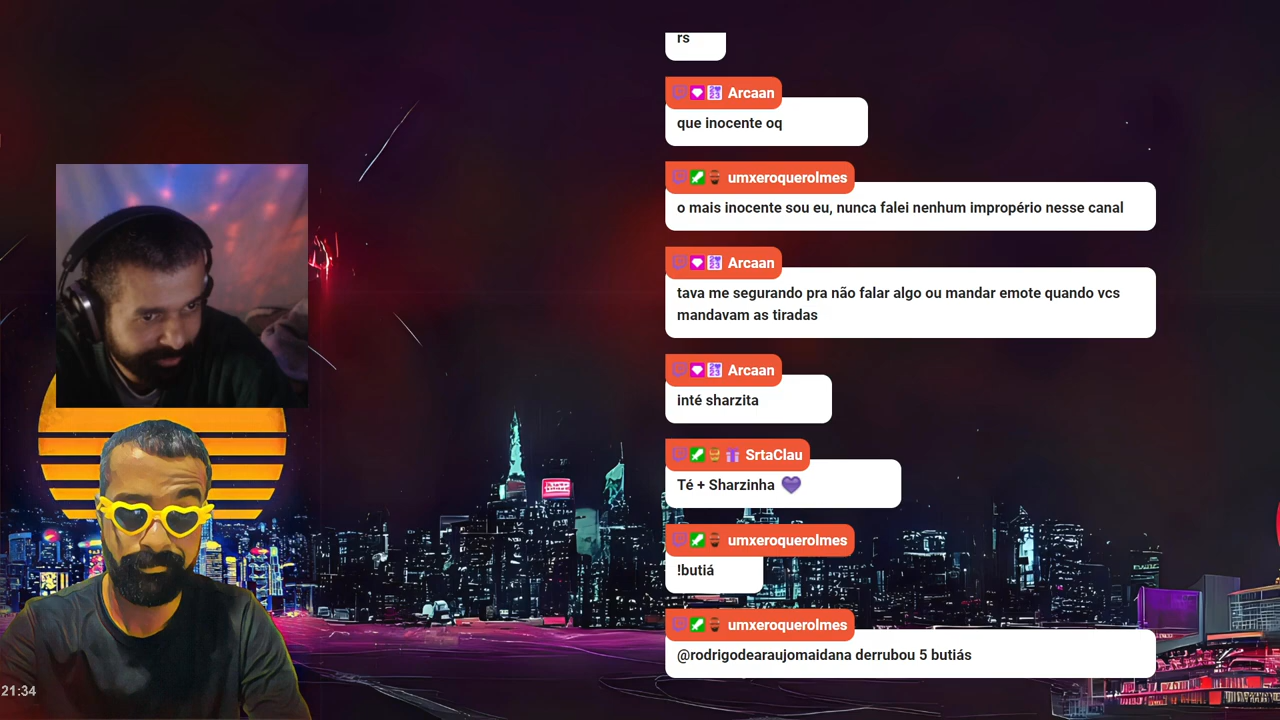 rs
Arcaan
que inocente oq
umxeroquerolmes
o mais inocente sou eu, nunca falei nenhum impropério nesse canal
Arcaan
tava me segurando pra não falar algo ou mandar emote quando vcs
mandavam as tiradas
Arcaan
inté sharzita
SrtaClau
Té + Sharzinha 💜
umxeroquerolmes
!butiá
umxeroquerolmes
@rodrigodearaujomaidana derrubou 5 butiás
21:34